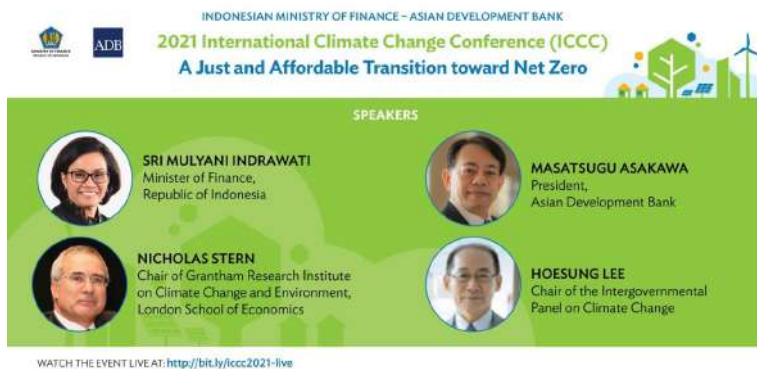 INDONESIAN MINISTRY OF FINANCE – ASIAN DEVELOPMENT BANK
ADB
2021 International Climate Change Conference (ICCC)
A Just and Affordable Transition toward Net Zero
SPEAKERS
SRI MULYANI INDRAWATI
Minister of Finance,
Republic of Indonesia
MASATSUGU ASAKAWA
President,
Asian Development Bank
NICHOLAS STERN
Chair of Grantham Research Institute
on Climate Change and Environment,
London School of Economics
HOESUNG LEE
Chair of the Intergovernmental
Panel on Climate Change
WATCH THE EVENT LIVE AT: http://bit.ly/iccc2021-live